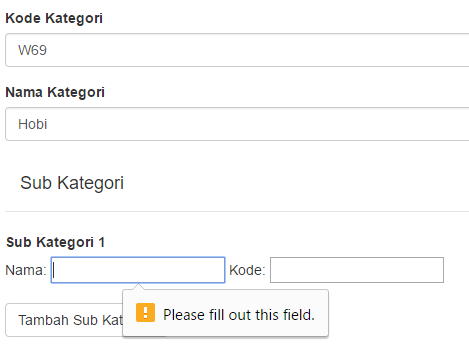 Kode Kategori
W69
Nama Kategori
Hobi
Sub Kategori
Sub Kategori 1
Nama: Kode:
Tambah Sub Kat
Please fill out this field.